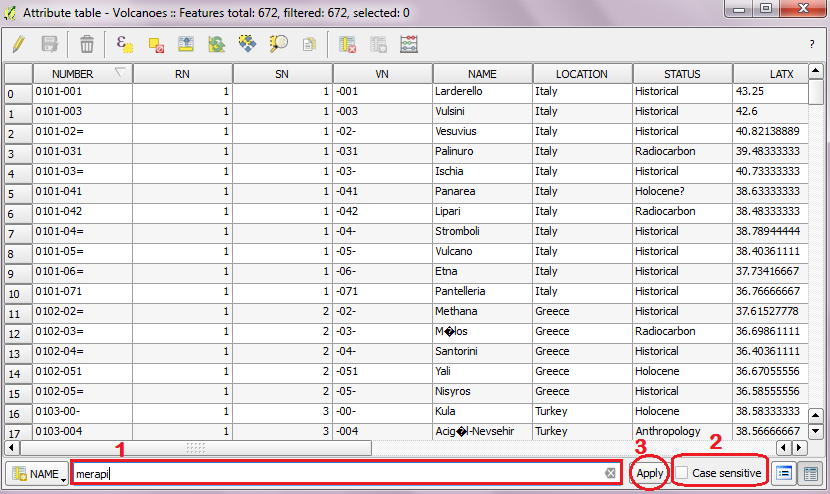 Attribute table - Volcanoes :: Features total: 672, filtered: 672, selected: 0
?
NUMBER RN SN VN NAME LOCATION STATUS LATX
0 0101-001 1 1 -001 Larderello Italy Historical 43.25
1 0101-003 1 1 -003 Vulsini Italy Historical 42.6
2 0101-02= 1 1 -02- Vesuvius Italy Historical 40.82138889
3 0101-031 1 1 -031 Palinuro Italy Radiocarbon 39.48333333
4 0101-03= 1 1 -03- Ischia Italy Historical 40.73333333
5 0101-041 1 1 -041 Panarea Italy Holocene? 38.63333333
6 0101-042 1 1 -042 Lipari Italy Radiocarbon 38.48333333
7 0101-04= 1 1 -04- Stromboli Italy Historical 38.78944444
8 0101-05= 1 1 -05- Vulcano Italy Historical 38.40361111
9 0101-06= 1 1 -06- Etna Italy Historical 37.73416667
10 0101-071 1 1 -071 Pantelleria Italy Historical 36.76666667
11 0102-02= 1 2 -02- Methana Greece Historical 37.61527778
12 0102-03= 1 2 -03- M�los Greece Radiocarbon 36.69861111
13 0102-04= 1 2 -04- Santorini Greece Historical 36.40361111
14 0102-051 1 2 -051 Yali Greece Holocene 36.67055556
15 0102-05= 1 2 -05- Nisyros Greece Historical 36.58555556
16 0103-00- 1 3 -00- Kula Turkey Holocene 38.58333333
17 0103-004 1 3 -004 Acig�l-Nevsehir Turkey Anthropology 38.56666667
1 3 2
NAME merapi Apply Case sensitive